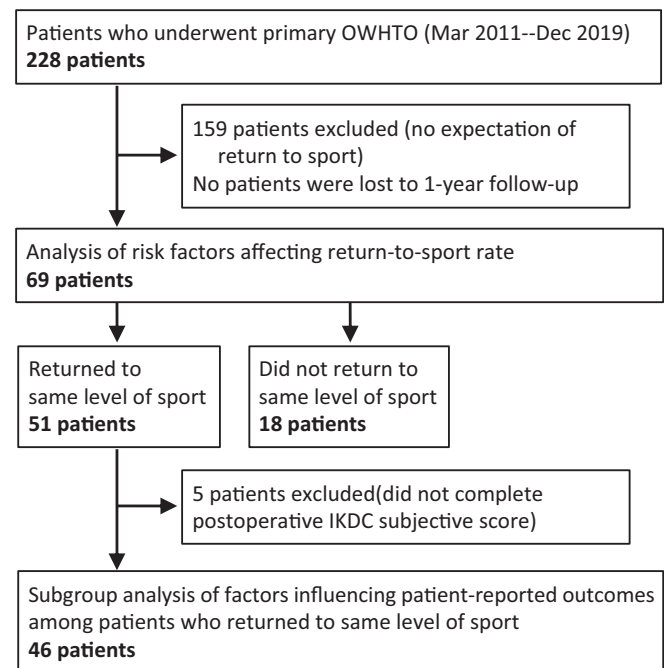 Patients who underwent primary OWHTO (Mar 2011--Dec 2019)
228 patients
159 patients excluded (no expectation of
return to sport)
No patients were lost to 1-year follow-up
Analysis of risk factors affecting return-to-sport rate
69 patients
Returned to
same level of sport
51 patients
Did not return to
same level of sport
18 patients
5 patients excluded(did not complete
postoperative IKDC subjective score)
Subgroup analysis of factors influencing patient-reported outcomes
among patients who returned to same level of sport
46 patients